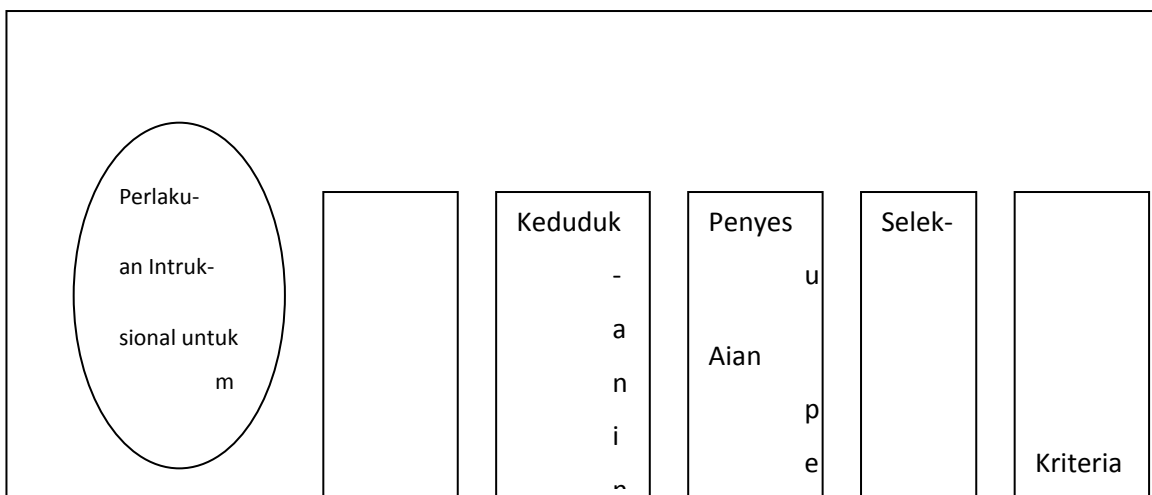 Perlaku-
an Intruk-
sional untuk
m
Keduduk
-
a
n
i
Penyes
u
Aian
p
e
Selek-
Kriteria